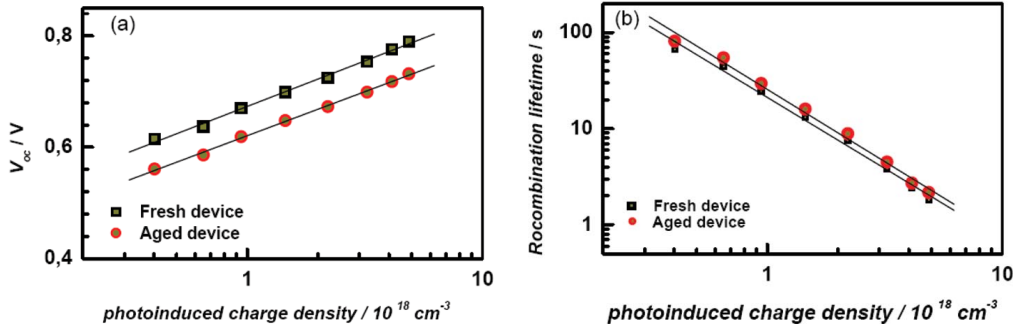 (a)
0,8
0,6
0,4
V oc / V
Fresh device
Aged device
1
10
photoinduced charge density / 10 18 cm-3
(b)
100
10
1
Rocombination lifetime / s
Fresh device
Aged device
1
10
photoinduced charge density / 10 18 cm-3